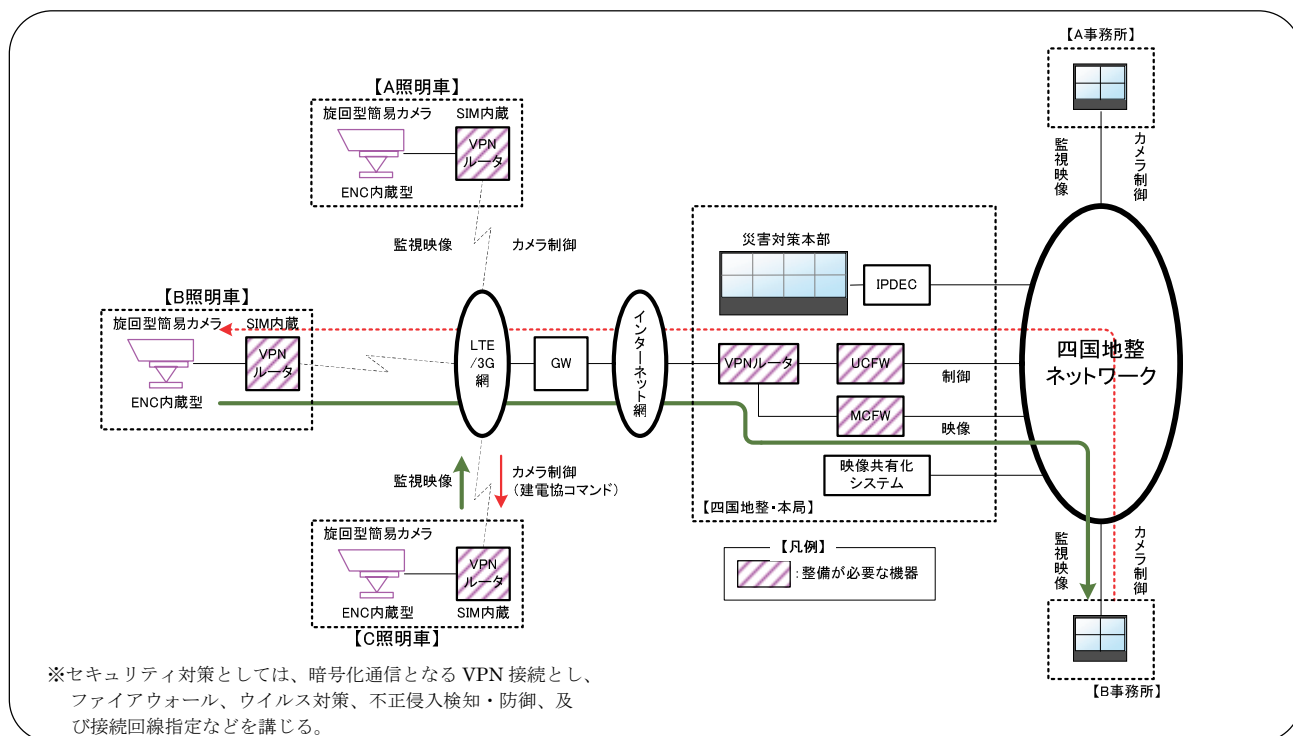 【A事務所】
監視映像
カメラ制御
【A照明車】
旋回型簡易カメラ
SIM内蔵
VPN
ルータ
ENC内蔵型
監視映像
カメラ制御
【B照明車】
旋回型簡易カメラ
SIM内蔵
VPN
ルータ
ENC内蔵型
LTE
/3G
網
GW
インターネット網
災害対策本部
IPDEC
VPNルータ
UCFW
制御
MCFW
映像
映像共有化
システム
【四国地整・本局】
四国地整
ネットワーク
監視映像
カメラ制御
(建電協コマンド)
旋回型簡易カメラ
VPN
ルータ
ENC内蔵型
SIM内蔵
【C照明車】
【凡例】
:整備が必要な機器
監視映像
カメラ制御
【B事務所】
※セキュリティ対策としては、暗号化通信となる VPN 接続とし、
ファイアウォール、ウイルス対策、不正侵入検知・防御、及
び接続回線指定などを講じる。